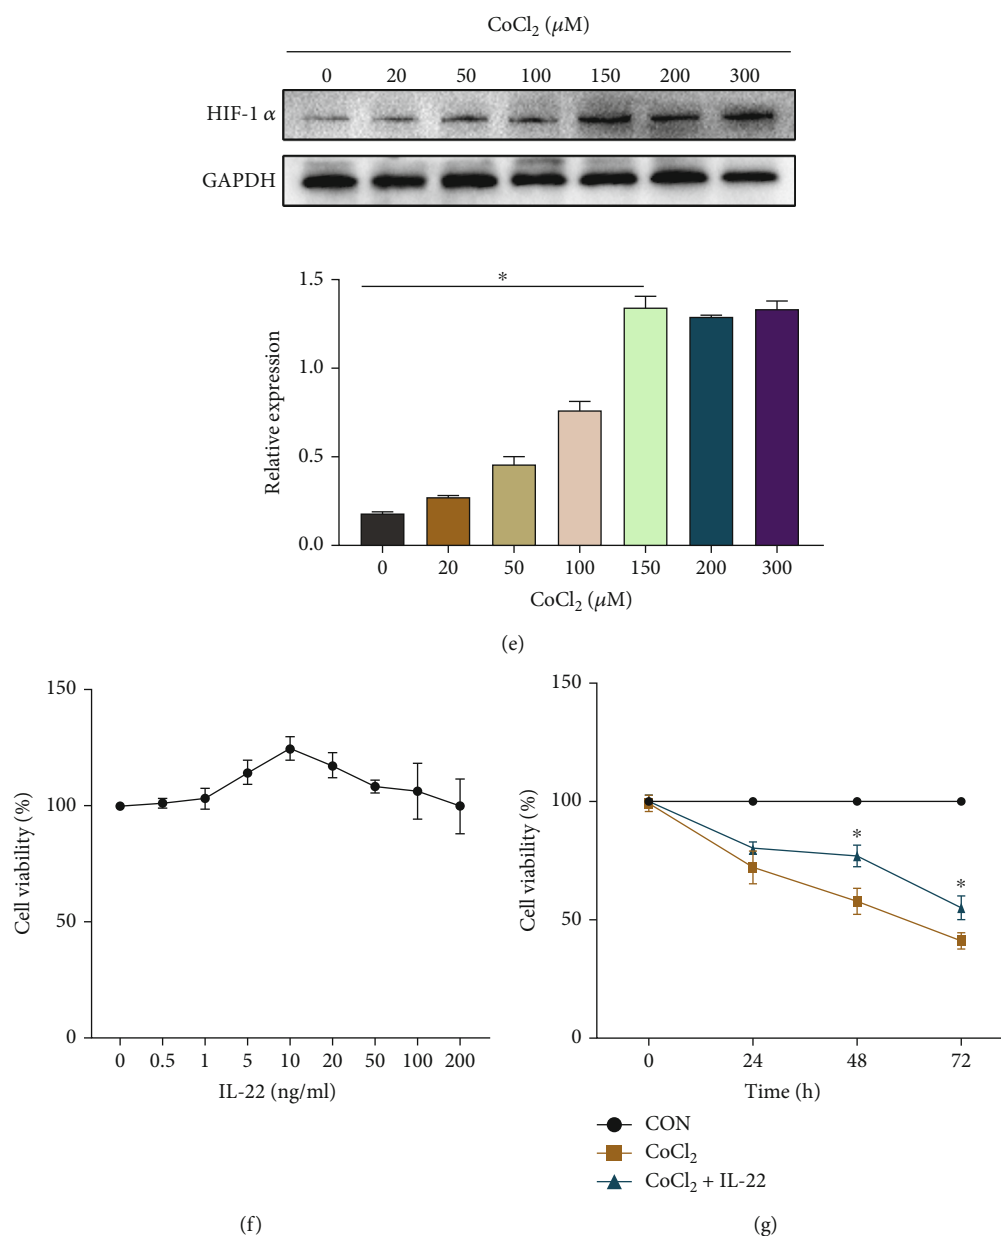 CoCl₂ (μM)
0 20 50 100 150 200 300
HIF-1 α
GAPDH
*
1.5
1.0
0.5
0.0
Relative expression
0 20 50 100 150 200 300
CoCl₂ (μM)
(e)
150
100
50
0
Cell viability (%)
0 0.5 1 5 10 20 50 100 200
IL-22 (ng/ml)
(f)
150
100
50
0
Cell viability (%)
*
*
0 24 48 72
Time (h)
CON
CoCl₂
CoCl₂ + IL-22
(g)